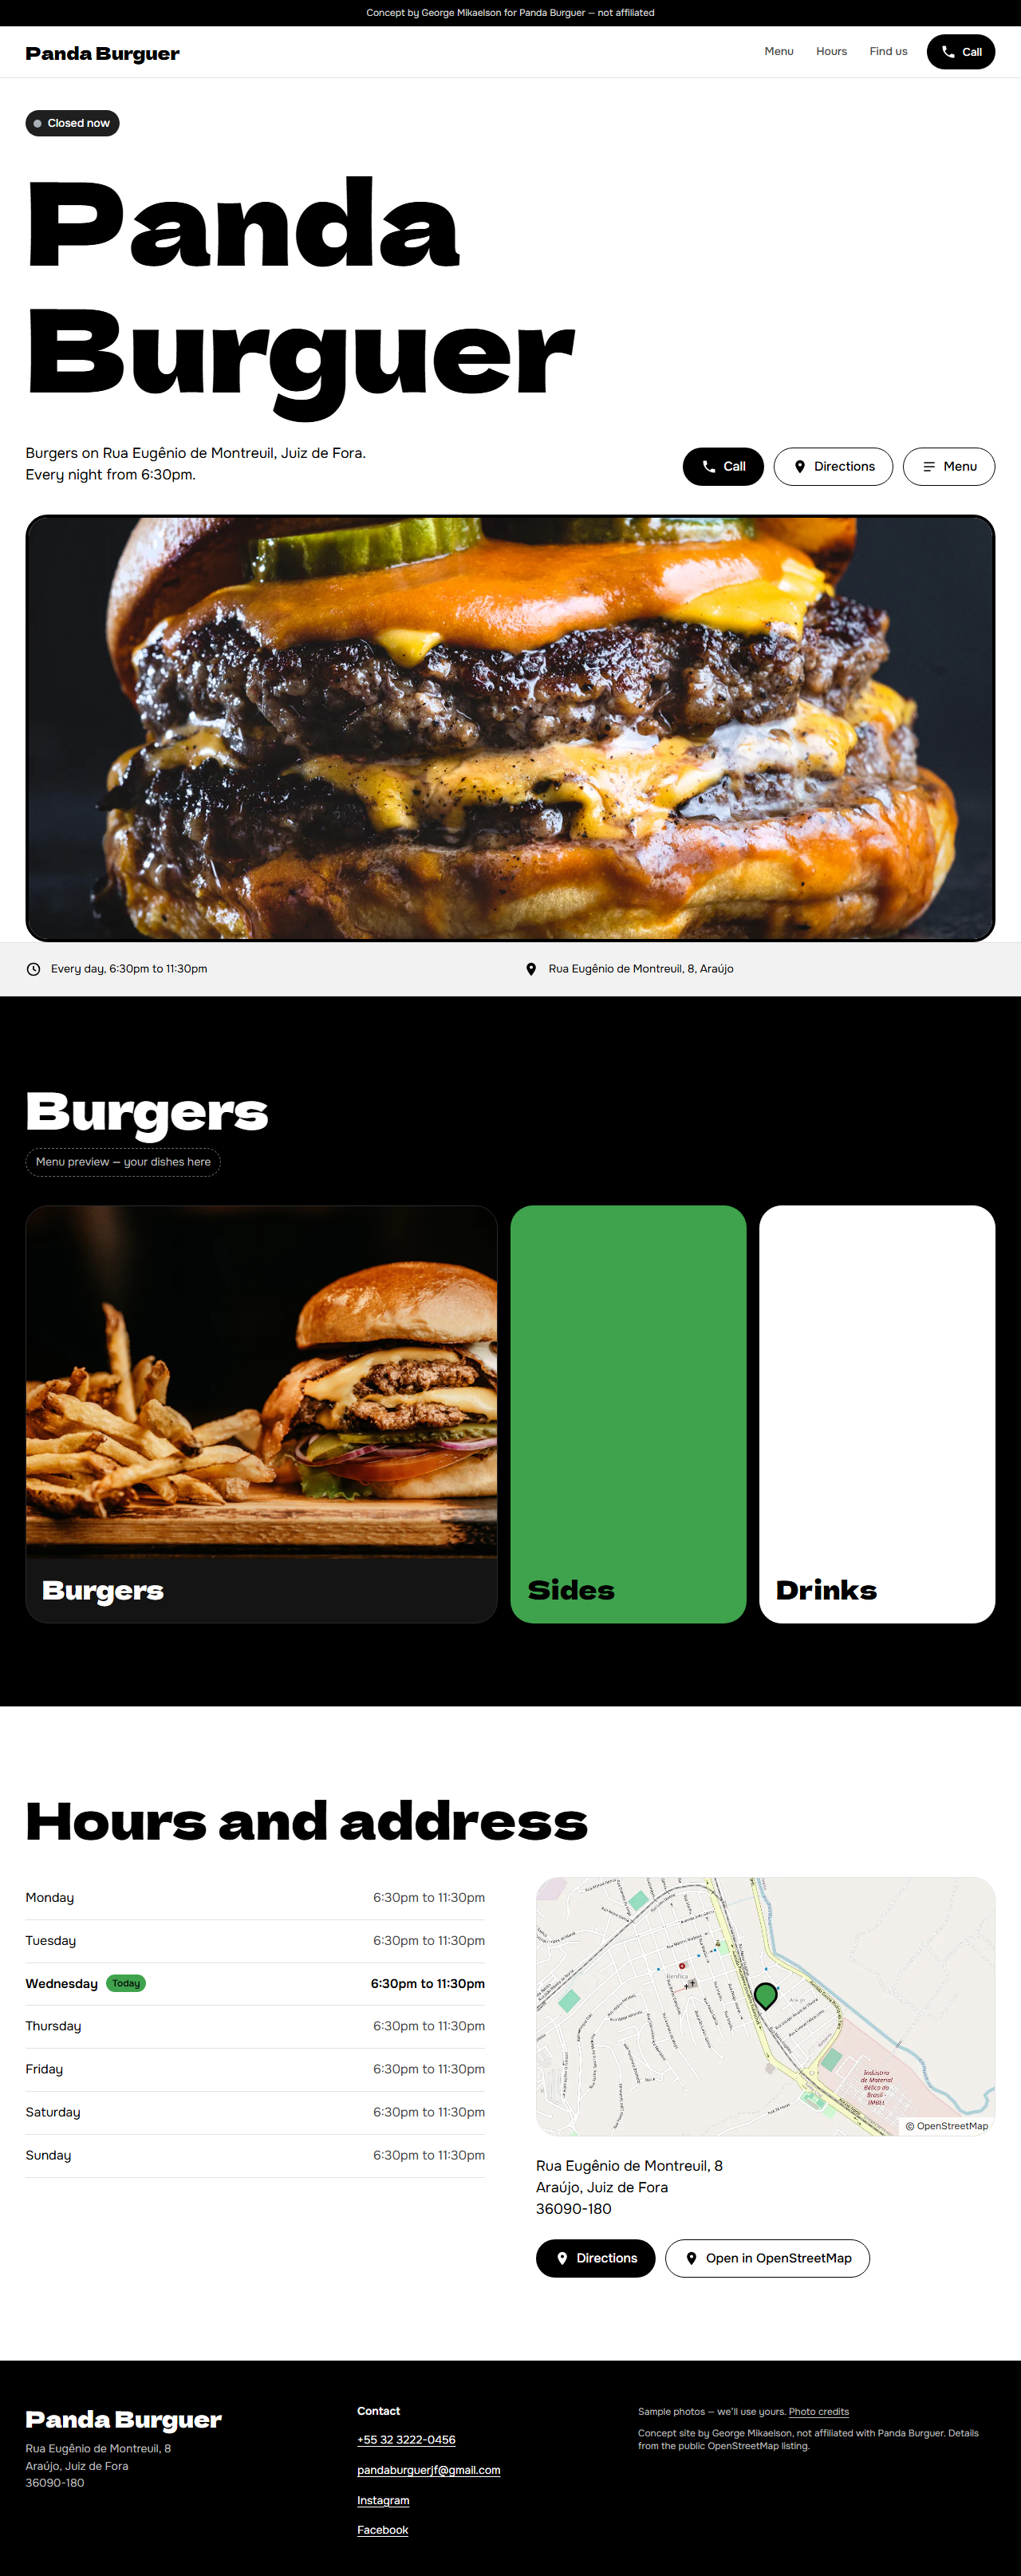 Concept by George Mikaelson for Panda Burguer — not affiliated
Panda Burguer
Menu
Hours
Find us
Call
Closed now
Panda
Burguer
Burgers on Rua Eugênio de Montreuil, Juiz de Fora.
Every night from 6:30pm.
Call
Directions
Menu
Every day, 6:30pm to 11:30pm
Rua Eugênio de Montreuil, 8, Araújo
Burgers
Menu preview — your dishes here
Burgers
Sides
Drinks
Hours and address
Monday 6:30pm to 11:30pm
Tuesday 6:30pm to 11:30pm
Wednesday Today 6:30pm to 11:30pm
Thursday 6:30pm to 11:30pm
Friday 6:30pm to 11:30pm
Saturday 6:30pm to 11:30pm
Sunday 6:30pm to 11:30pm
Benfica
Indústria
de Material
Bélico do
Brasil -
IMBEL
© OpenStreetMap
Rua Eugênio de Montreuil, 8
Araújo, Juiz de Fora
36090-180
Directions
Open in OpenStreetMap
Panda Burguer
Rua Eugênio de Montreuil, 8
Araújo, Juiz de Fora
36090-180
Contact
+55 32 3222-0456
pandaburguerjf@gmail.com
Instagram
Facebook
Sample photos — we'll use yours. Photo credits
Concept site by George Mikaelson, not affiliated with Panda Burguer. Details
from the public OpenStreetMap listing.